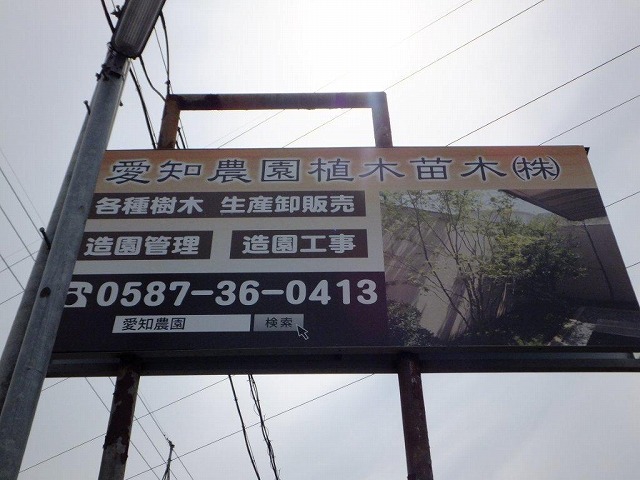 愛知農園植木苗木㈱
各種樹木 生産卸販売
造園管理 造園工事
☎0587-36-0413
愛知農園 検索